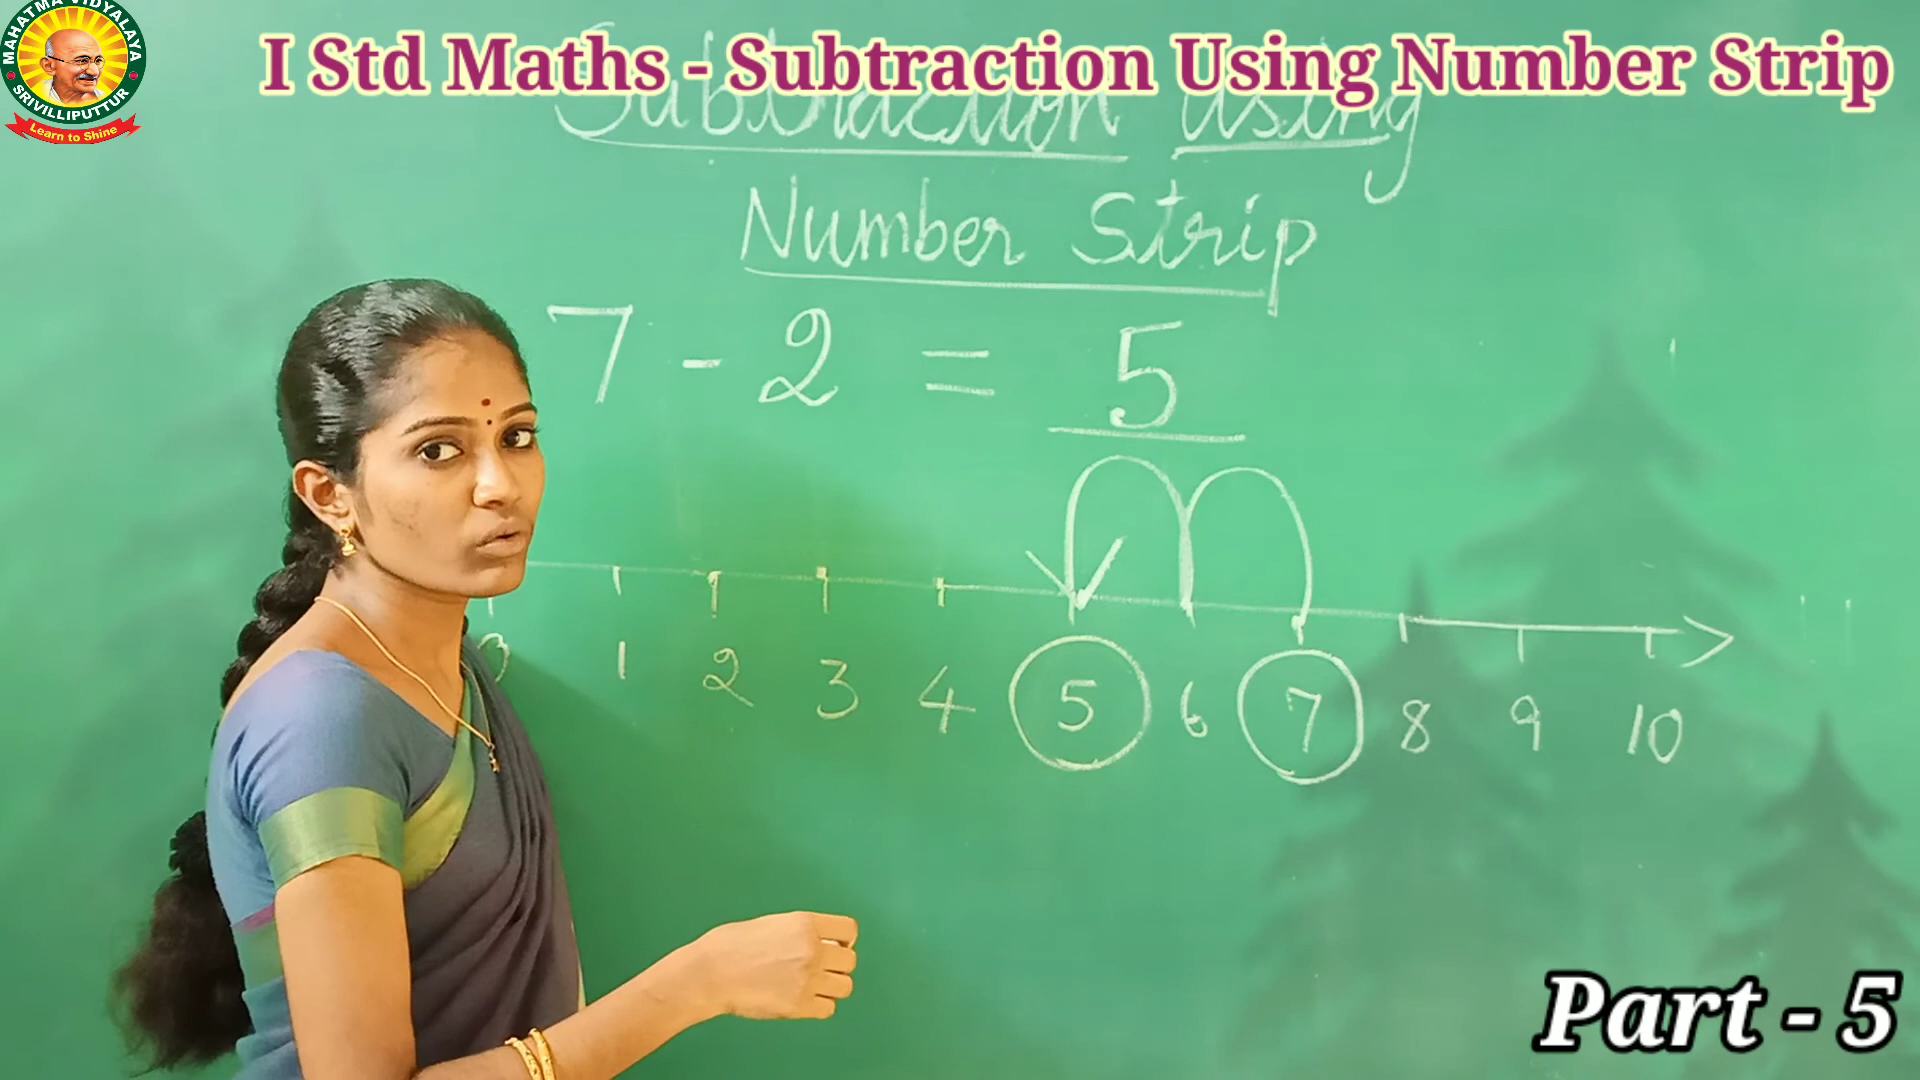 MAHATMA VIDYALAYA
SRIVILLIPUTTUR
Learn to Shine
I Std Maths - Subtraction Using Number Strip
Subtraction Using
Number Strip
7 - 2 = 5
0 1 2 3 4 5 6 7 8 9 10
Part - 5